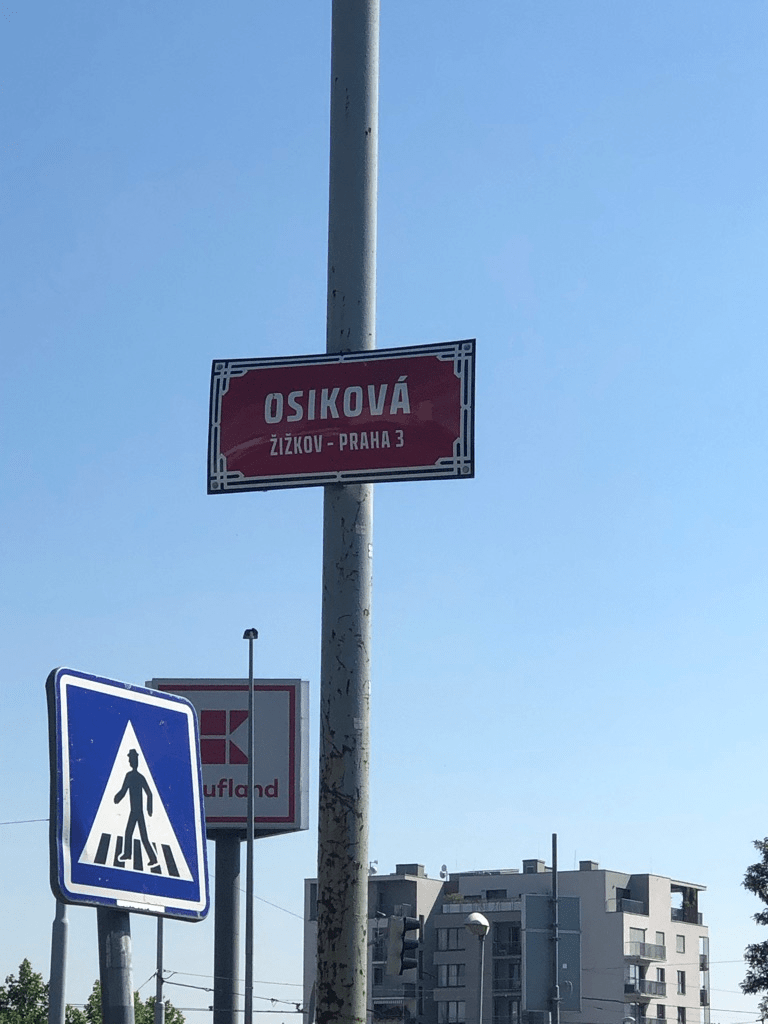 OSIKOVÁ
ŽIŽKOV - PRAHA 3
ufland